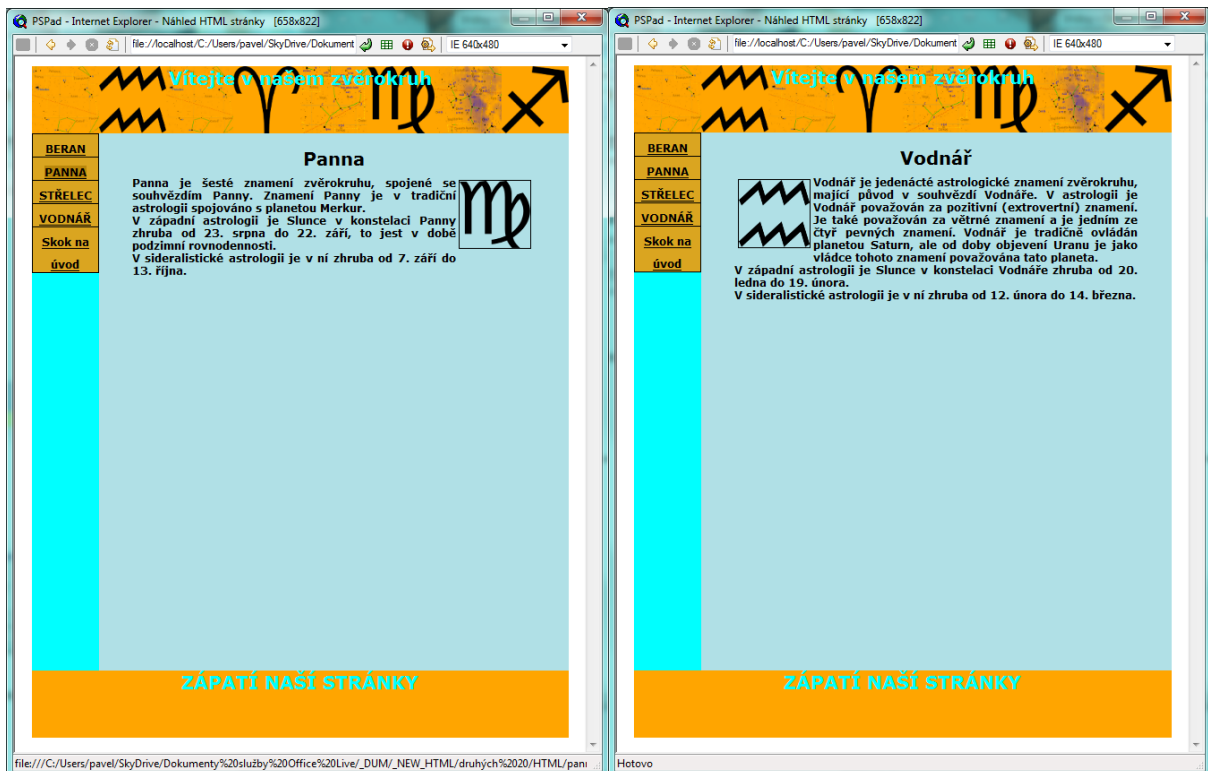 PSPad - Internet Explorer - Náhled HTML stránky [658x822]
file://localhost/C:/Users/pavel/SkyDrive/Dokument
IE 640x480
Vítejte v našem zvěrokruh
BERAN
PANNA
STŘELEC
VODNÁŘ
Skok na
úvod
Panna
Panna je šesté znamení zvěrokruhu, spojené se
souhvězdím Panny. Znamení Panny je v tradiční
astrologii spojováno s planetou Merkur.
V západní astrologii je Slunce v konstelaci Panny
zhruba od 23. srpna do 22. září, to jest v době
podzimní rovnodennosti.
V sideralistické astrologii je v ní zhruba od 7. září do
13. října.
ZÁPATÍ NAŠÍ STRÁNKY
file:///C:/Users/pavel/SkyDrive/Dokumenty%20služby%20Office%20Live/_DUM/_NEW_HTML/druhých%2020/HTML/pani
PSPad - Internet Explorer - Náhled HTML stránky [658x822]
file://localhost/C:/Users/pavel/SkyDrive/Dokument
IE 640x480
Vítejte v našem zvěrokruh
BERAN
PANNA
STŘELEC
VODNÁŘ
Skok na
úvod
Vodnář
Vodnář je jedenácté astrologické znamení zvěrokruhu,
mající původ v souhvězdí Vodnáře. V astrologii je
Vodnář považován za pozitivní (extrovertní) znamení.
Je také považován za větrné znamení a je jedním ze
čtyř pevných znamení. Vodnář je tradičně ovládán
planetou Saturn, ale od doby objevení Uranu je jako
vládce tohoto znamení považována tato planeta.
V západní astrologii je Slunce v konstelaci Vodnáře zhruba od 20.
ledna do 19. února.
V sideralistické astrologii je v ní zhruba od 12. února do 14. března.
ZÁPATÍ NAŠÍ STRÁNKY
Hotovo